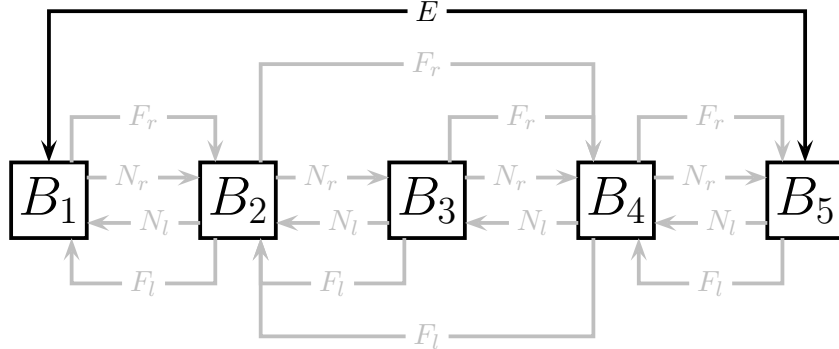 E
F_r
F_r F_r F_r
N_r N_r N_r N_r
B_1 B_2 B_3 B_4 B_5
N_l N_l N_l N_l
F_l F_l F_l
F_l